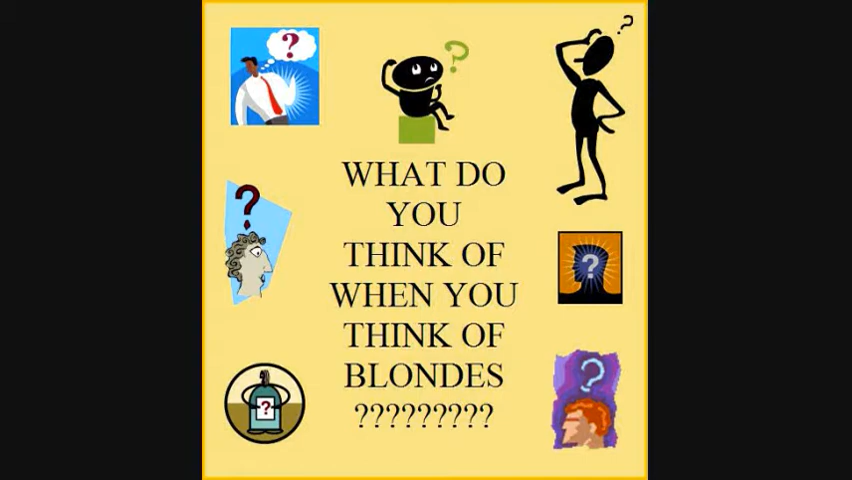 WHAT DO
YOU
THINK OF
WHEN YOU
THINK OF
BLONDES
?????????